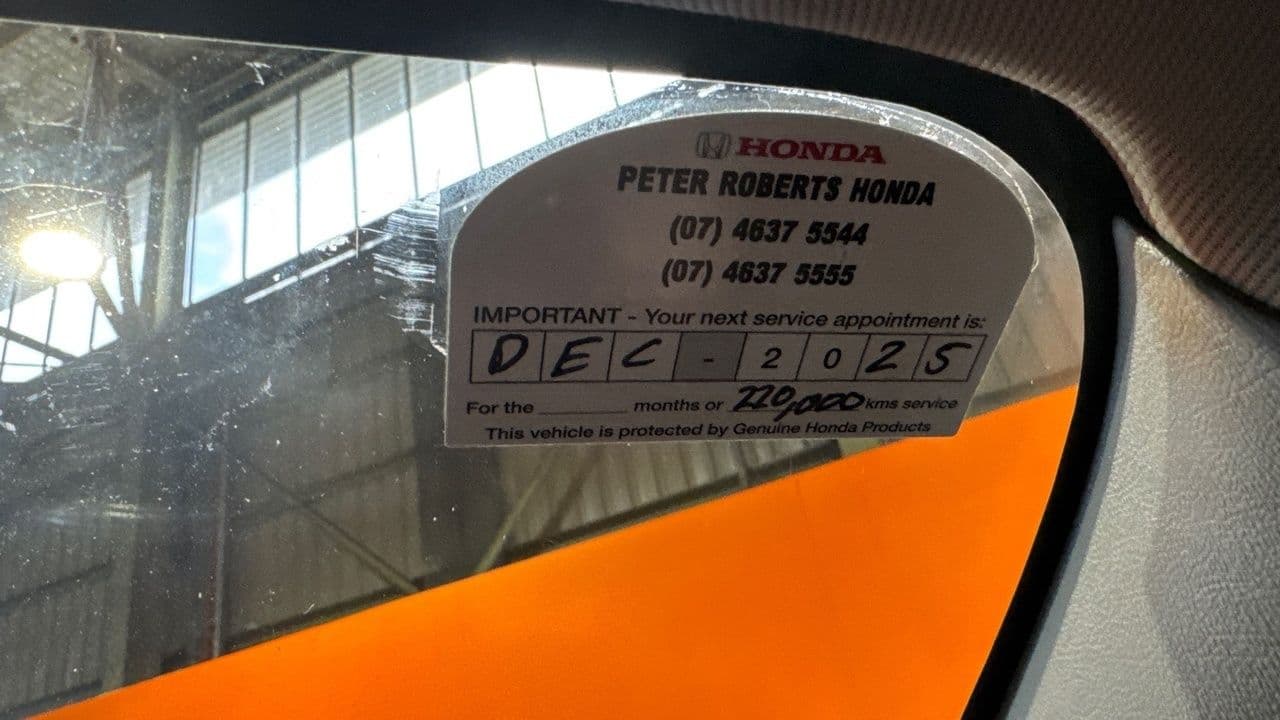 HONDA
PETER ROBERTS HONDA
(07) 4637 5544
(07) 4637 5555
IMPORTANT - Your next service appointment is:*
DEC - 2025
For the ______ months or 220,000 kms service
This vehicle is protected by Genuine Honda Products